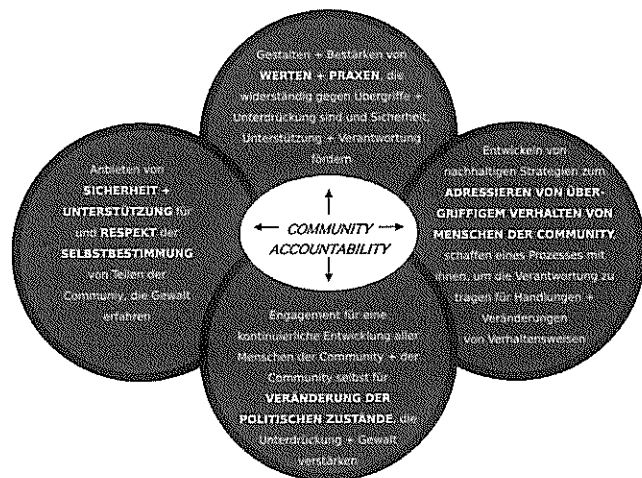 Gestalten + Bestärken von
WERTEN + PRAXEN, die
widerständig gegen Übergriffe +
Unterdrückung sind und Sicherheit,
Unterstützung + Verantwortung
fördern
Anbieten von
SICHERHEIT +
UNTERSTÜTZUNG für
und RESPEKT der
SELBSTBESTIMMUNG
von Teilen der
Communiy, die Gewalt
erfahren
COMMUNITY
ACCOUNTABILITY
Entwickeln von
nachhaltigen Strategien zum
ADRESSIEREN VON ÜBER-
GRIFFIGEM VERHALTEN VON
MENSCHEN DER COMMUNITY,
schaffen eines Prozesses mit
ihnen, um die Verantwortung zu
tragen für Handlungen +
Veränderungen
von Verhaltensweisen
Engagement für eine
kontinuierliche Entwicklung aller
Menschen der Community + der
Community selbst für
VERÄNDERUNG DER
POLITISCHEN ZUSTÄNDE, die
Unterdrückung + Gewalt
verstärken